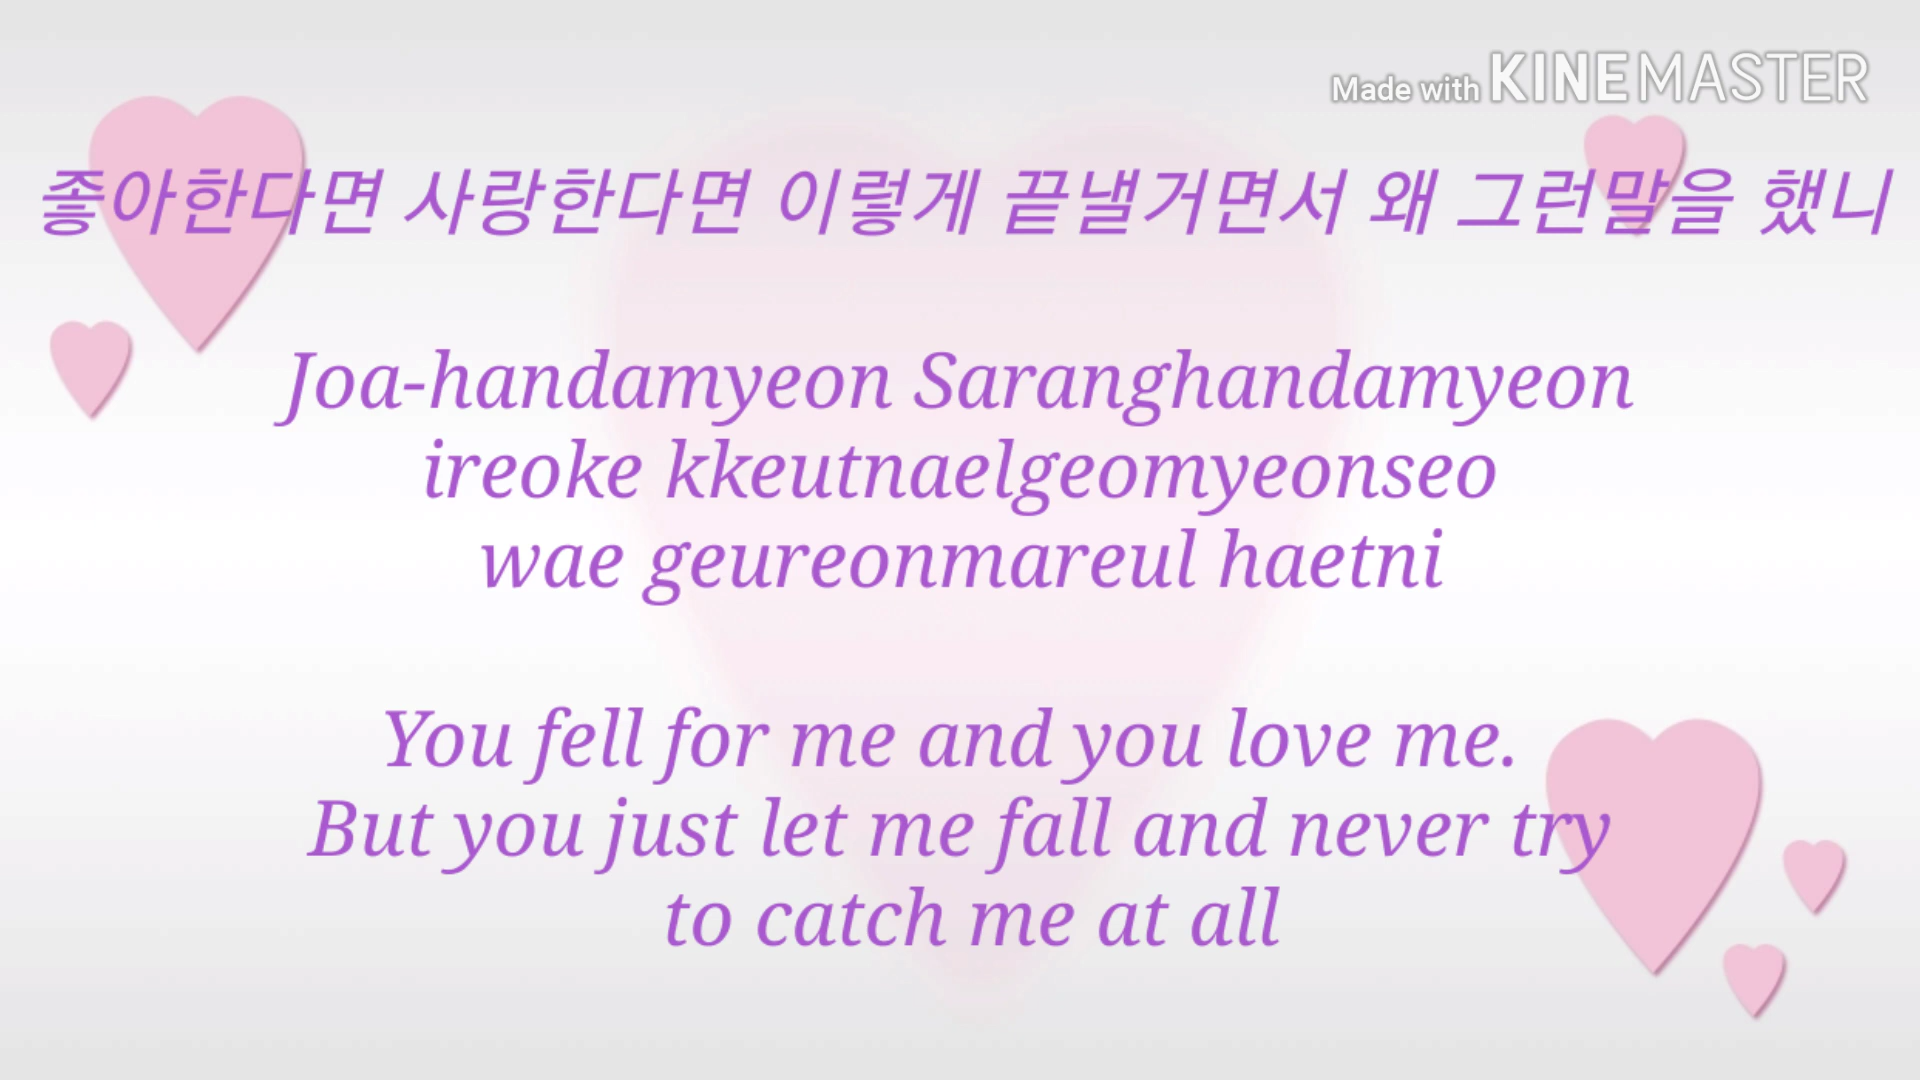 Made with KINEMASTER
좋아한다면 사랑한다면 이렇게 끝낼거면서 왜 그런말을 했니
Joa-handamyeon Saranghandamyeon
ireoke kkeutnaelgeomyeonseo
wae geureonmareul haetni
You fell for me and you love me.
But you just let me fall and never try
to catch me at all